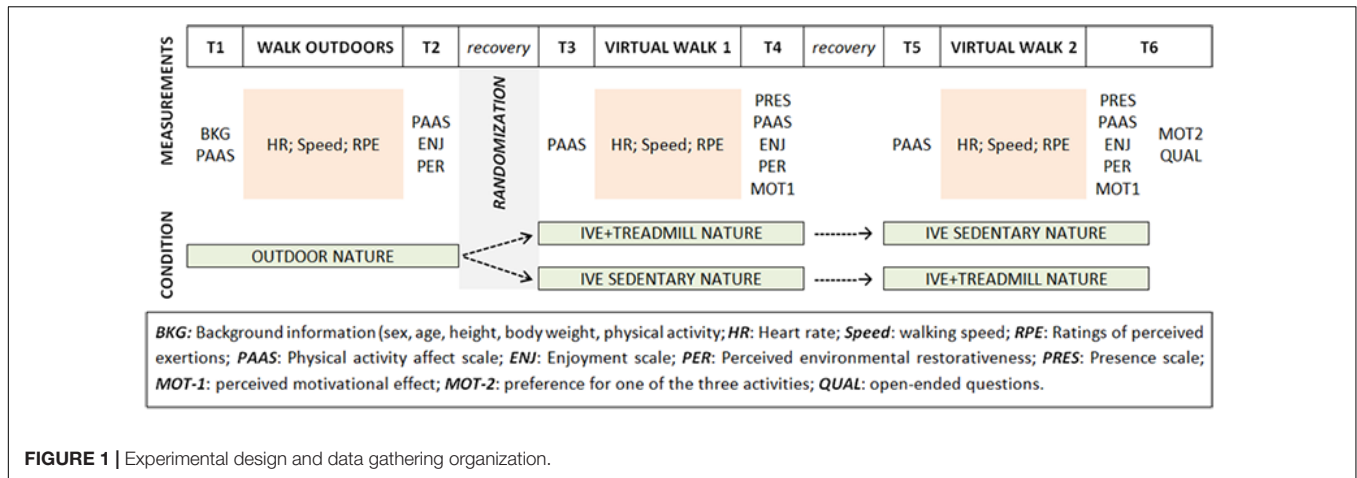 MEASUREMENTS
T1 WALK OUTDOORS T2 recovery T3 VIRTUAL WALK 1 T4 recovery T5 VIRTUAL WALK 2 T6
BKG
PAAS
HR; Speed; RPE
PAAS
ENJ
PER
RANDOMIZATION
PAAS
HR; Speed; RPE
PRES
PAAS
ENJ
PER
MOT1
PAAS
HR; Speed; RPE
PRES
PAAS
ENJ
PER
MOT1
MOT2
QUAL
CONDITION
OUTDOOR NATURE
IVE+TREADMILL NATURE
IVE SEDENTARY NATURE
IVE SEDENTARY NATURE
IVE+TREADMILL NATURE
BKG: Background information (sex, age, height, body weight, physical activity; HR: Heart rate; Speed: walking speed; RPE: Ratings of perceived
exertions; PAAS: Physical activity affect scale; ENJ: Enjoyment scale; PER: Perceived environmental restorativeness; PRES: Presence scale;
MOT-1: perceived motivational effect; MOT-2: preference for one of the three activities; QUAL: open-ended questions.
FIGURE 1 | Experimental design and data gathering organization.